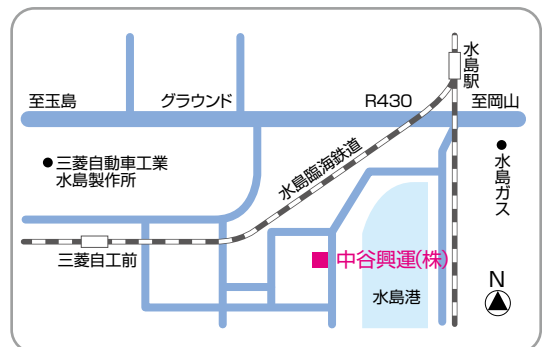 水島駅
至玉島
グラウンド
R430
至岡山
三菱自動車工業
水島製作所
水島臨海鉄道
水島ガス
三菱自工前
中谷興運(株)
水島港
N